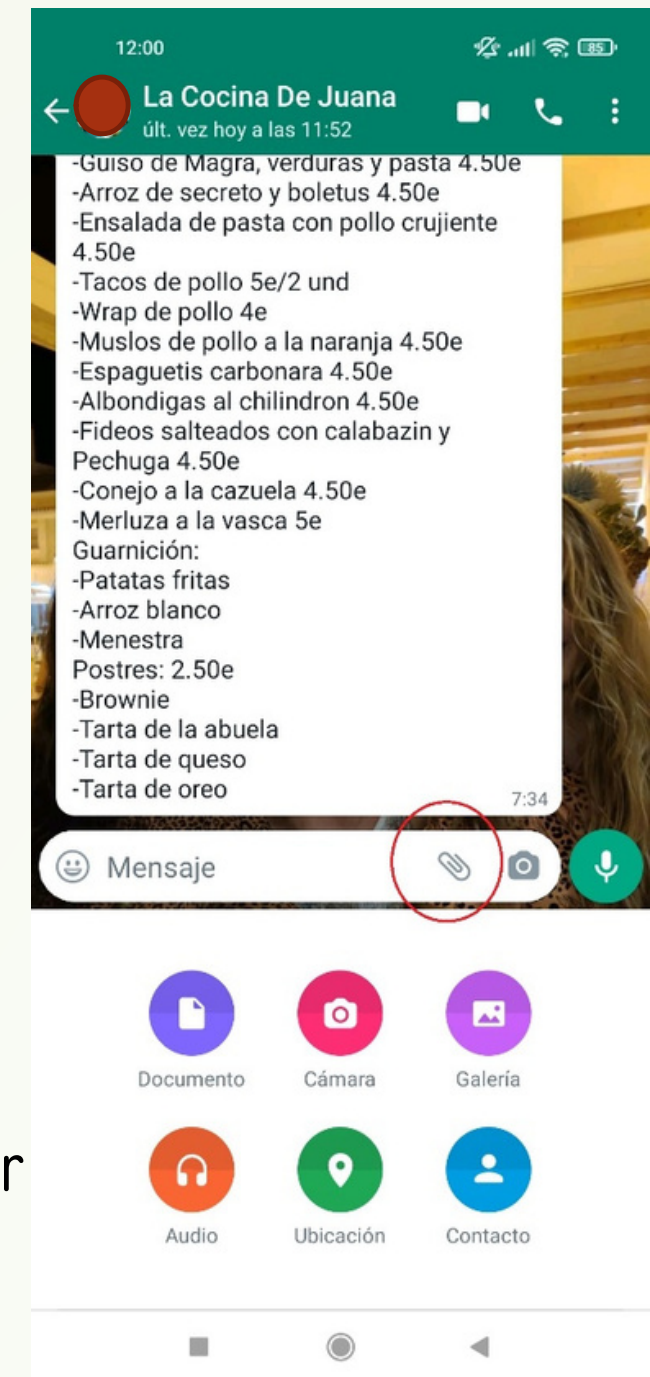 12:00
85
La Cocina De Juana
últ. vez hoy a las 11:52
-Guiso de Magra, verduras y pasta 4.50e
-Arroz de secreto y boletus 4.50e
-Ensalada de pasta con pollo crujiente
4.50e
-Tacos de pollo 5e/2 und
-Wrap de pollo 4e
-Muslos de pollo a la naranja 4.50e
-Espaguetis carbonara 4.50e
-Albondigas al chilindron 4.50e
-Fideos salteados con calabazin y
Pechuga 4.50e
-Conejo a la cazuela 4.50e
-Merluza a la vasca 5e
Guarnición:
-Patatas fritas
-Arroz blanco
-Menestra
Postres: 2.50e
-Brownie
-Tarta de la abuela
-Tarta de queso
-Tarta de oreo
7:34
Mensaje
Documento Cámara Galería
r
Audio Ubicación Contacto